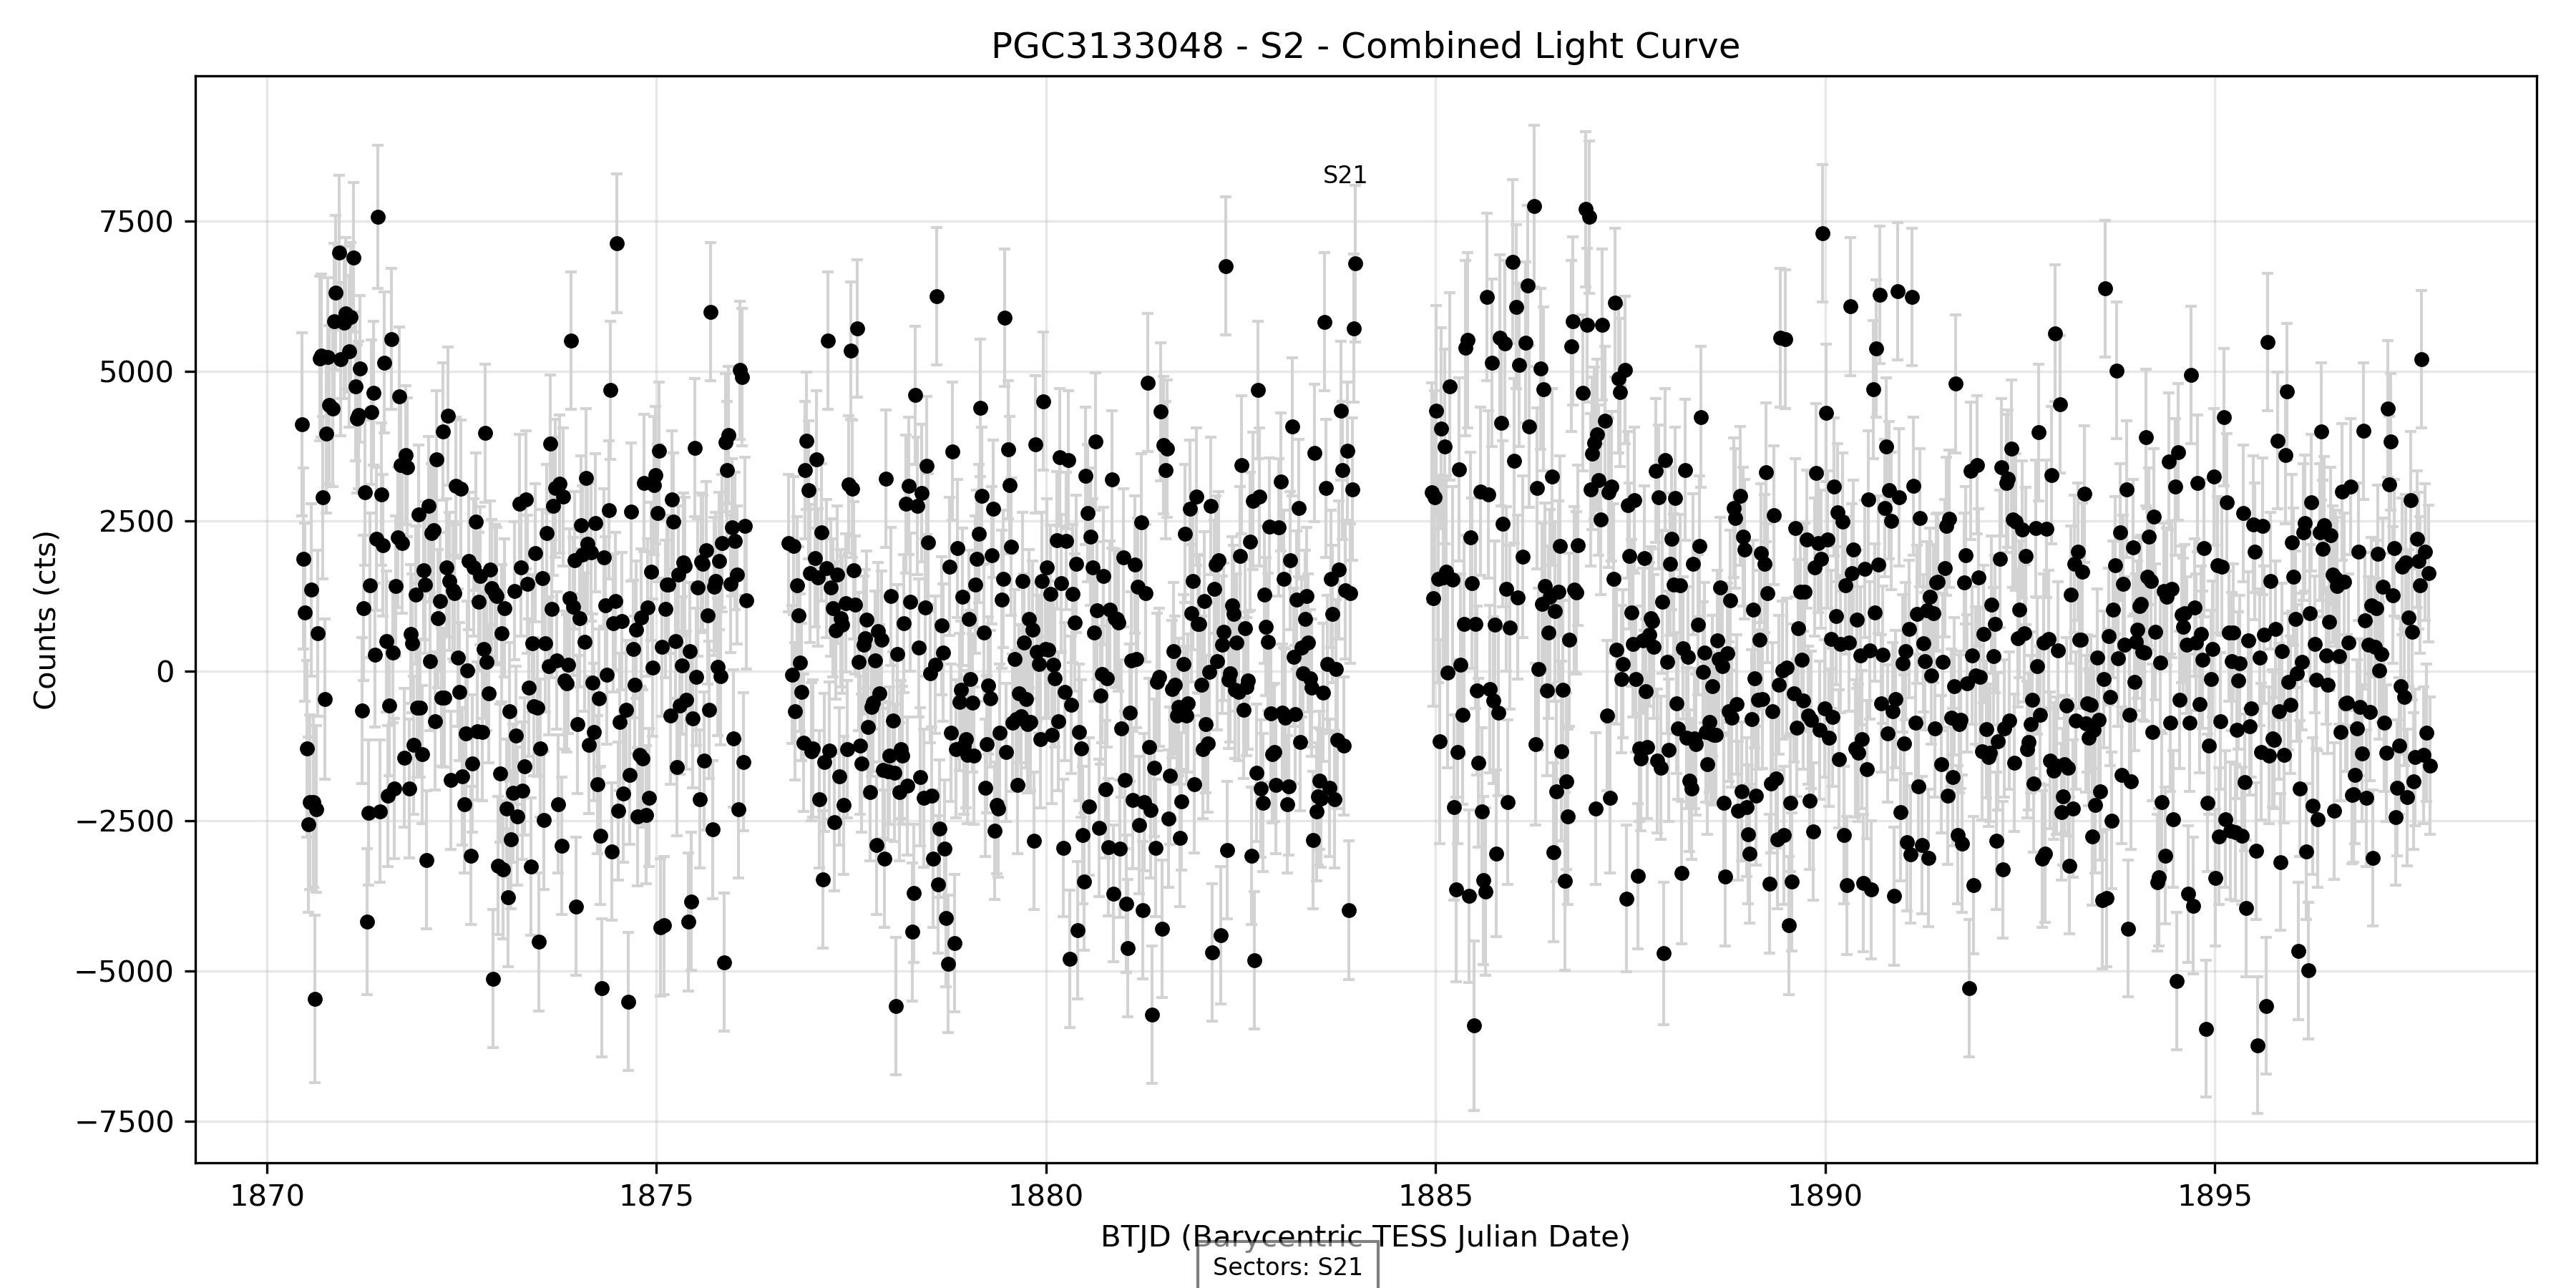 PGC3133048 - S2 - Combined Light Curve
S21
7500
5000
2500
0
−2500
−5000
−7500
Counts (cts)
1870 1875 1880 1885 1890 1895
BTJD (Barycentric TESS Julian Date)
Sectors: S21